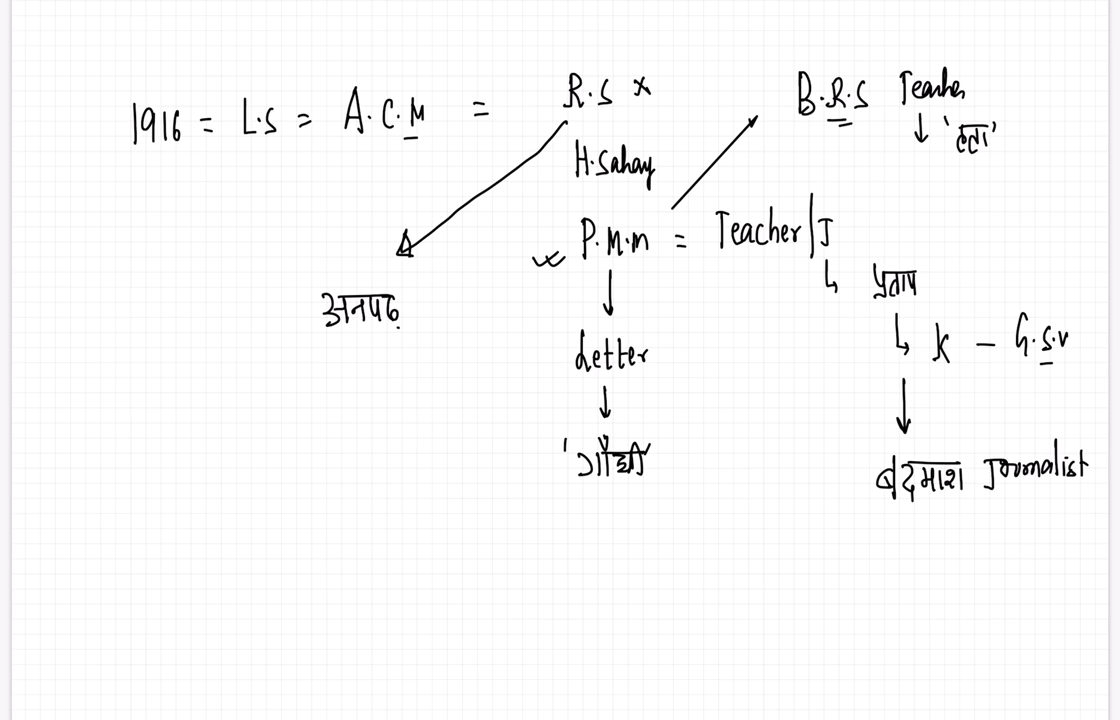 1916 = L.S = A.C.M = R.S × B.R.S Teacher
H.Sahay
P.M.M = Teacher | J
प्रताप
अनपढ़
Letter
K - G.S.V
बदमाश Journalist